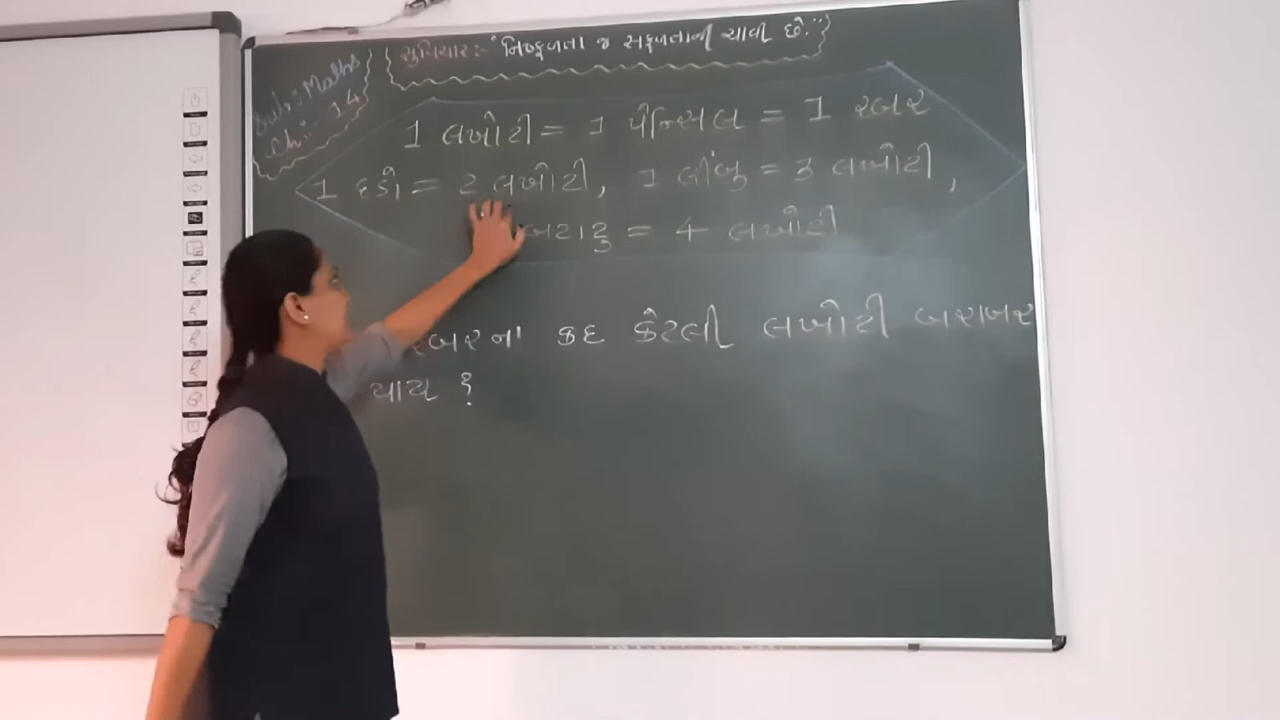 Sub:- Maths
Ch:- 14
સુવિચાર:- "નિષ્ફળતા જ સફળતાની ચાવી છે."
1 લખોટી = 1 પેન્સિલ = 1 રબર
1 દડો = 2 લખોટી, 1 લીંબુ = 3 લખોટી,
બટાટુ = 4 લખોટી
રબરના કદ કેટલી લખોટી બરાબર
થાય ?